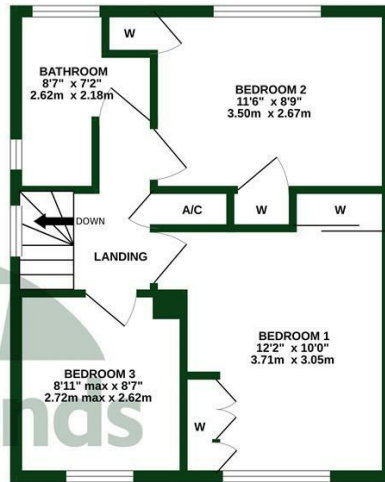 W
BATHROOM
8'7" x 7'2"
2.62m x 2.18m
BEDROOM 2
11'6" x 8'9"
3.50m x 2.67m
A/C
W
W
DOWN
LANDING
BEDROOM 1
12'2" x 10'0"
3.71m x 3.05m
BEDROOM 3
8'11" max x 8'7"
2.72m max x 2.62m
W
nds